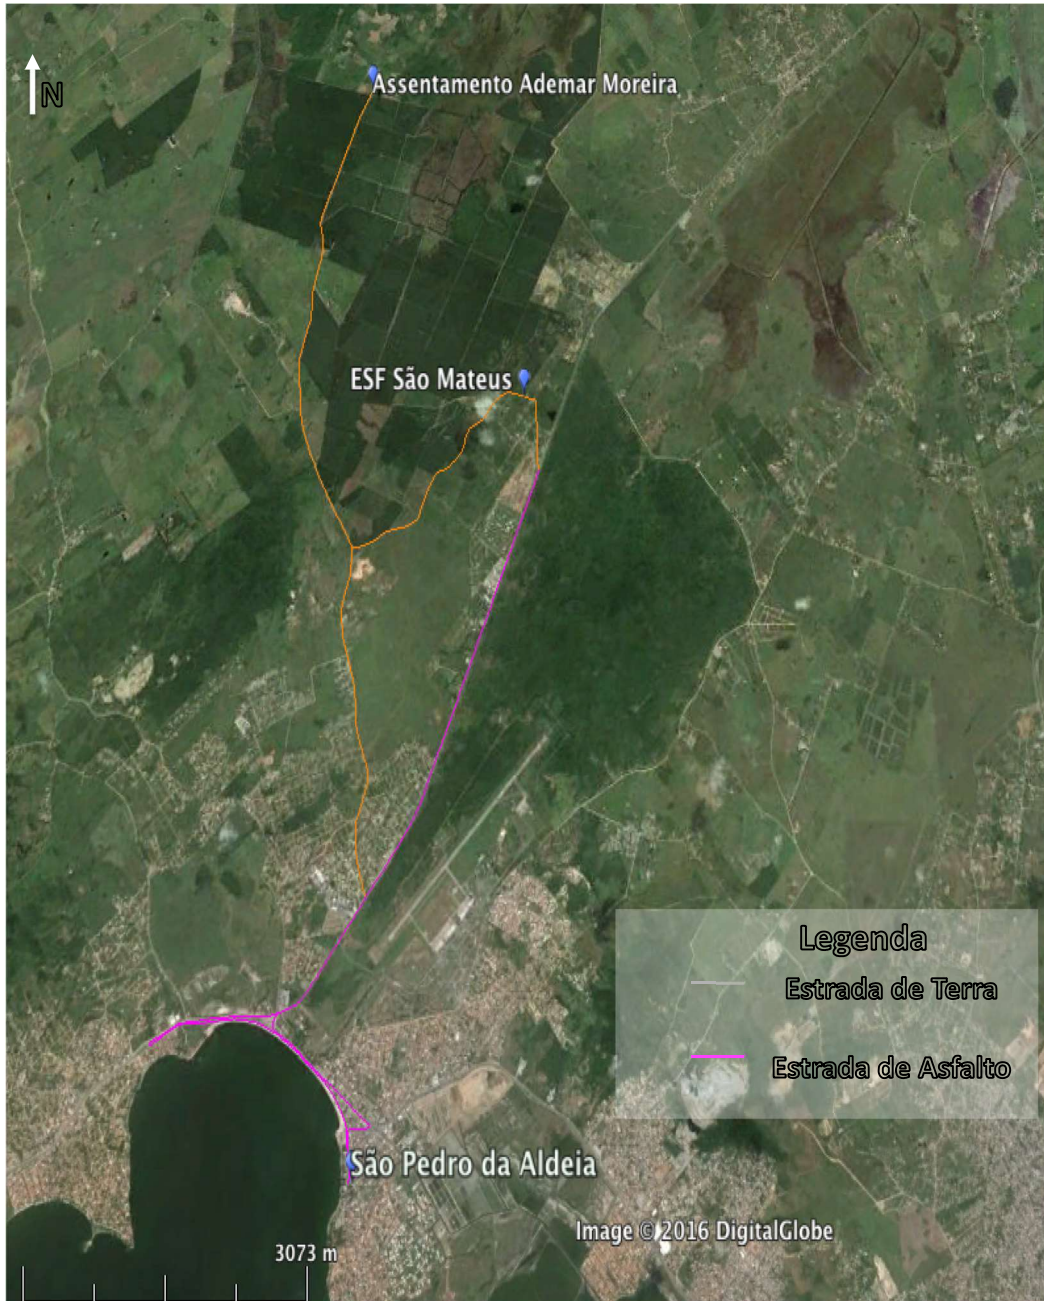 Assentamento Ademar Moreira
N
ESF São Mateus
Legenda
Estrada de Terra
Estrada de Asfalto
São Pedro da Aldeia
Image © 2016 DigitalGlobe
3073 m